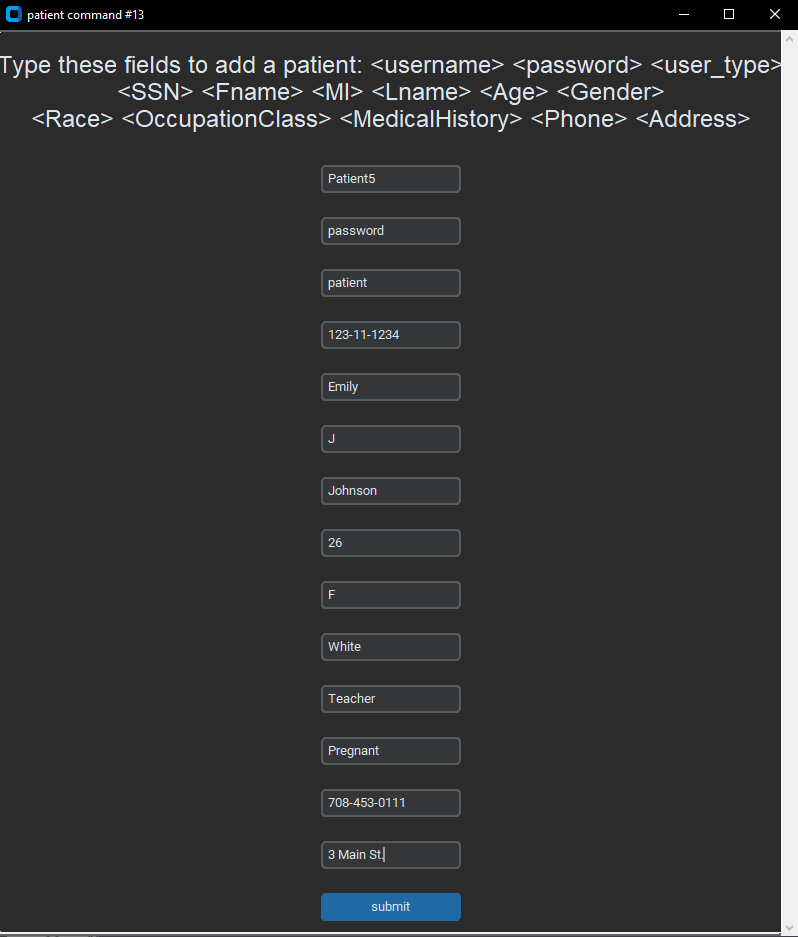 patient command #13
Type these fields to add a patient: <username> <password> <user_type>
<SSN> <Fname> <MI> <Lname> <Age> <Gender>
<Race> <OccupationClass> <MedicalHistory> <Phone> <Address>
Patient5
password
patient
123-11-1234
Emily
J
Johnson
26
F
White
Teacher
Pregnant
708-453-0111
3 Main St.
submit